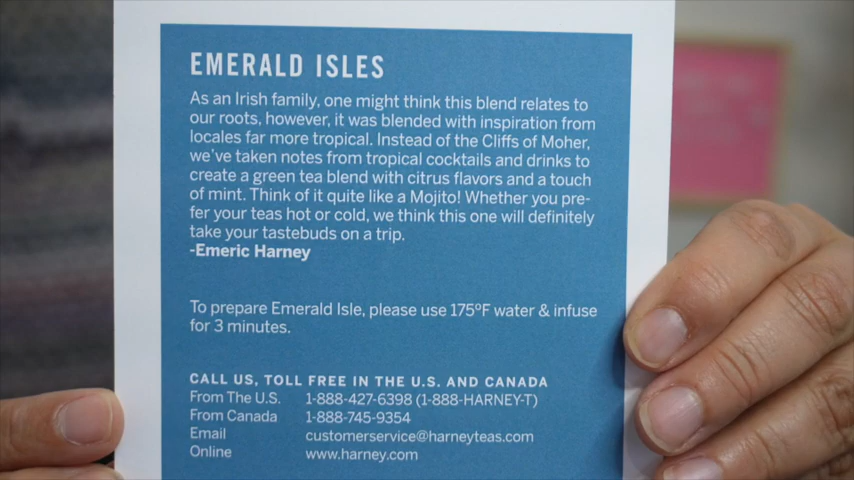 EMERALD ISLES
As an Irish family, one might think this blend relates to
our roots, however, it was blended with inspiration from
locales far more tropical. Instead of the Cliffs of Moher,
we've taken notes from tropical cocktails and drinks to
create a green tea blend with citrus flavors and a touch
of mint. Think of it quite like a Mojito! Whether you pre-
fer your teas hot or cold, we think this one will definitely
take your tastebuds on a trip.
-Emeric Harney
To prepare Emerald Isle, please use 175ºF water & infuse
for 3 minutes.
CALL US, TOLL FREE IN THE U.S. AND CANADA
From The U.S. 1-888-427-6398 (1-888-HARNEY-T)
From Canada 1-888-745-9354
Email customerservice@harneyteas.com
Online www.harney.com